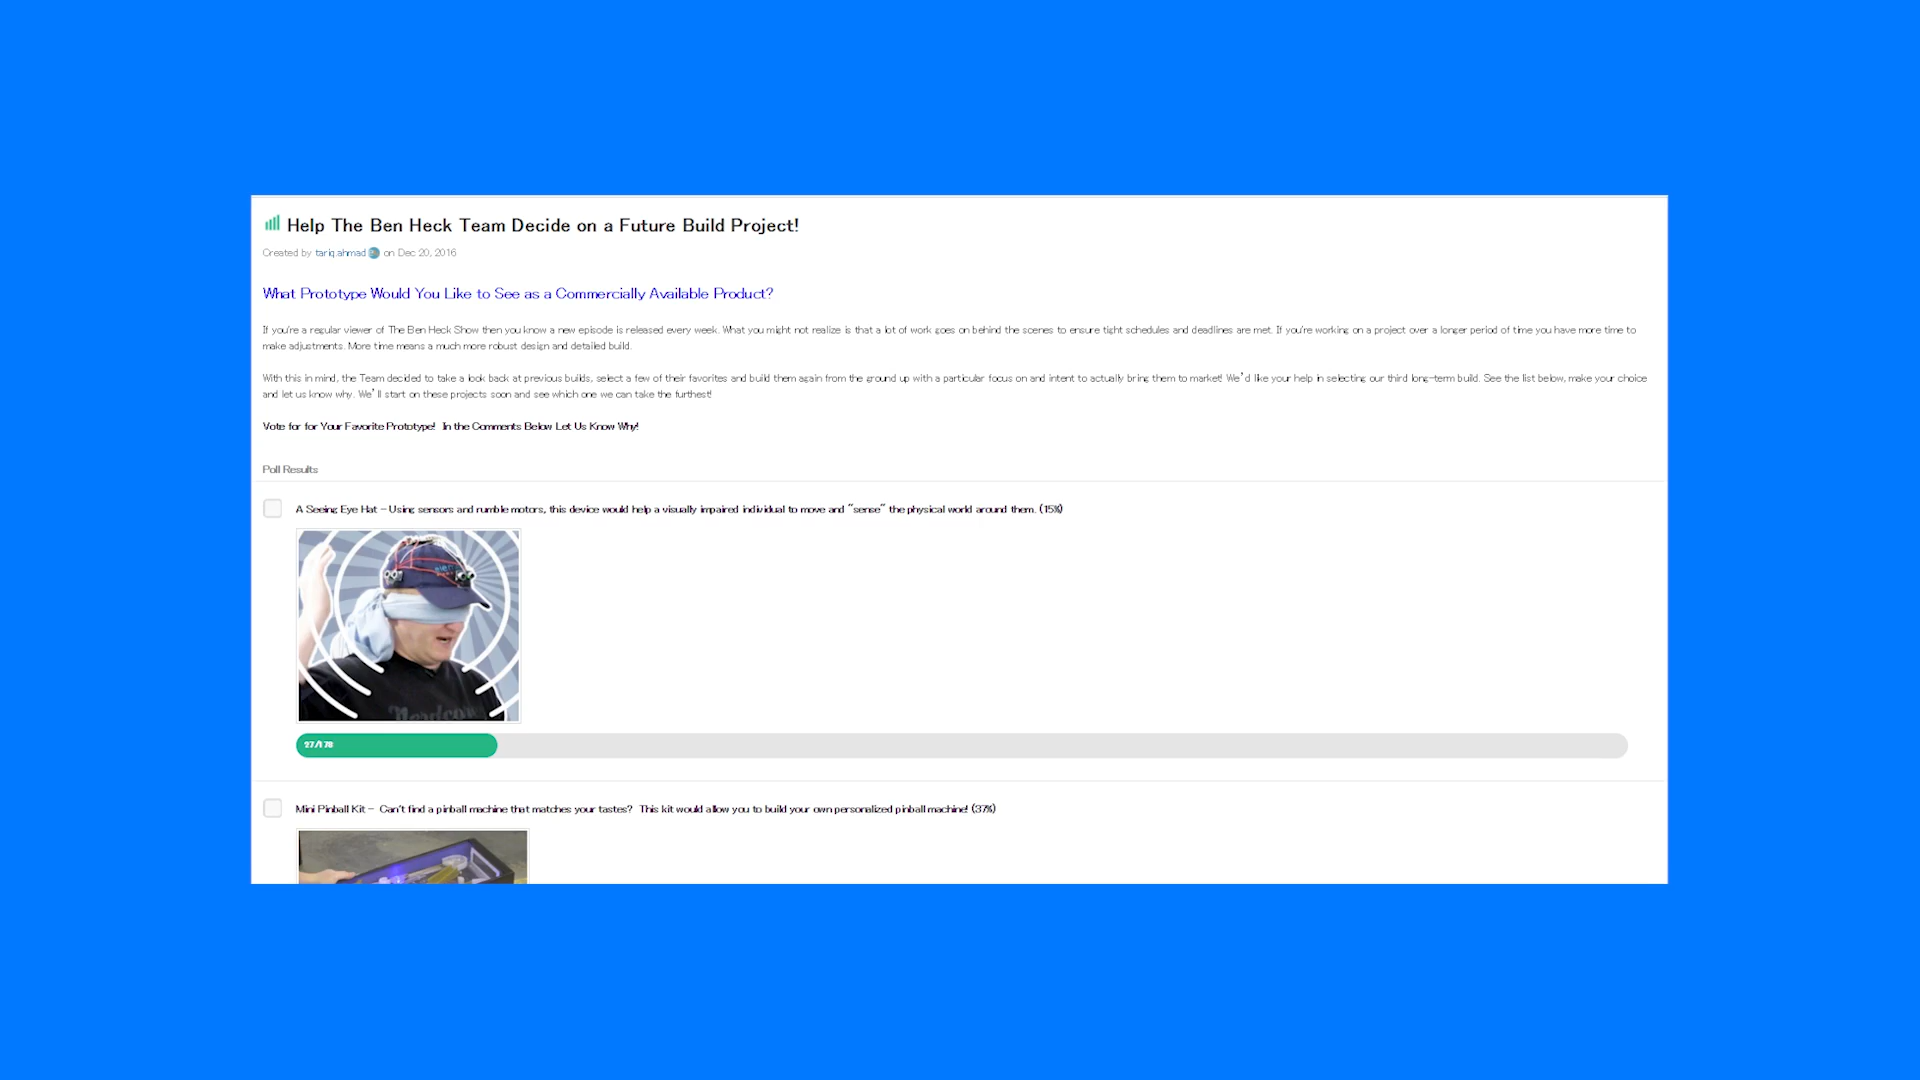 Help The Ben Heck Team Decide on a Future Build Project!
Created by tariq.ahmad on Dec 20, 2016
What Prototype Would You Like to See as a Commercially Available Product?
If you're a regular viewer of The Ben Heck Show then you know a new episode is released every week. What you might not realize is that a lot of work goes on behind the scenes to ensure tight schedules and deadlines are met. If you're working on a project over a longer period of time you have more time to
make adjustments. More time means a much more robust design and detailed build.
With this in mind, the Team decided to take a look back at previous builds, select a few of their favorites and build them again from the ground up with a particular focus on and intent to actually bring them to market! We'd like your help in selecting our third long-term build. See the list below, make your choice
and let us know why. We'll start on these projects soon and see which one we can take the furthest!
Vote for for Your Favorite Prototype! In the Comments Below Let Us Know Why!
Poll Results
A Seeing Eye Hat - Using sensors and rumble motors, this device would help a visually impaired individual to move and "sense" the physical world around them. (15%)
27/178
Mini Pinball Kit - Can't find a pinball machine that matches your tastes? This kit would allow you to build your own personalized pinball machine! (37%)